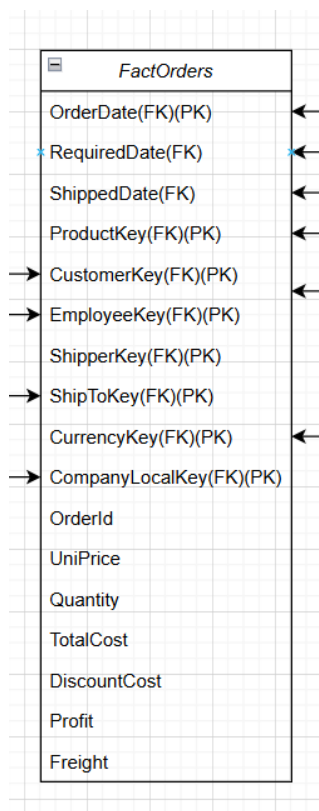 FactOrders
OrderDate(FK)(PK)
RequiredDate(FK)
ShippedDate(FK)
ProductKey(FK)(PK)
CustomerKey(FK)(PK)
EmployeeKey(FK)(PK)
ShipperKey(FK)(PK)
ShipToKey(FK)(PK)
CurrencyKey(FK)(PK)
CompanyLocalKey(FK)(PK)
OrderId
UniPrice
Quantity
TotalCost
DiscountCost
Profit
Freight